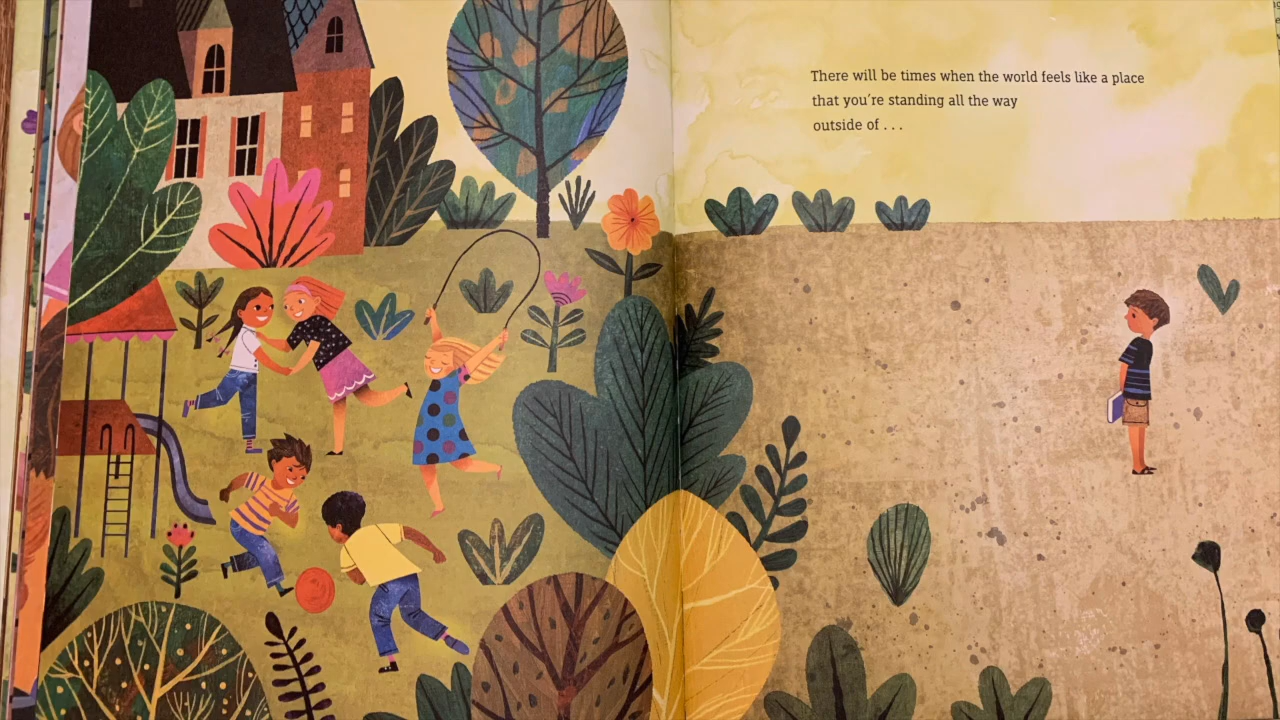 There will be times when the world feels like a place
that you're standing all the way
outside of . . .